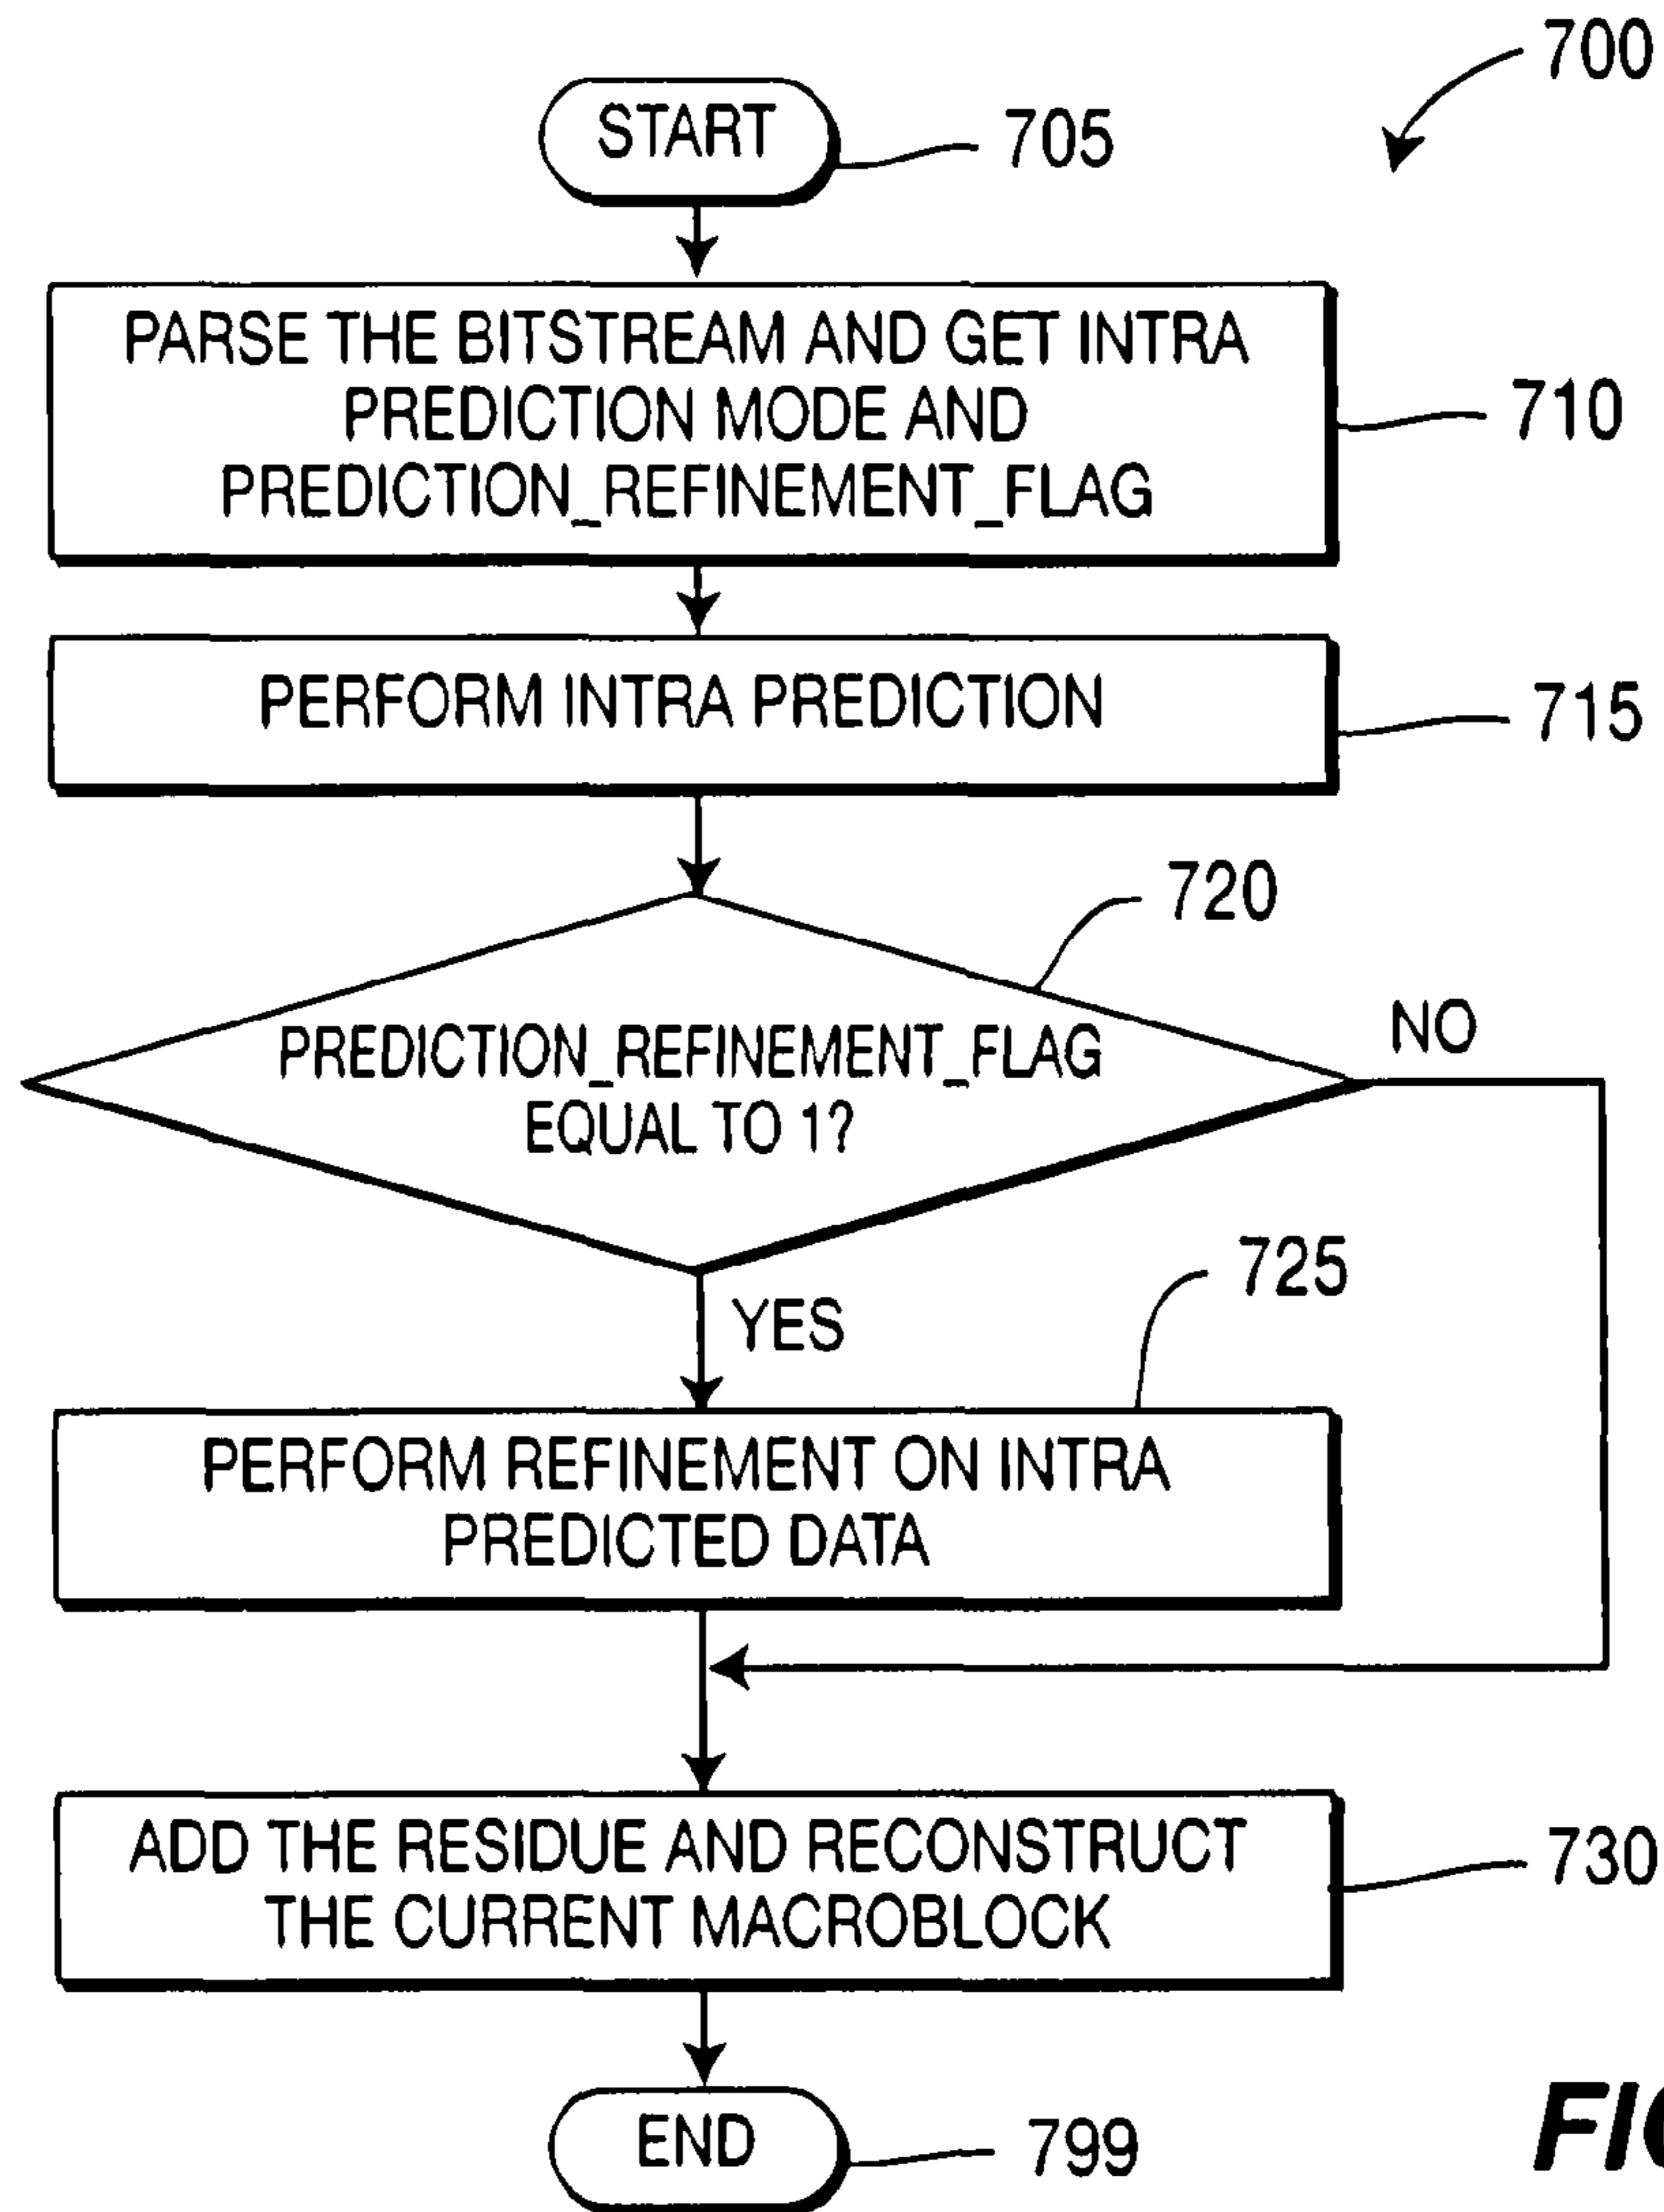 700
START
705
PARSE THE BITSTREAM AND GET INTRA
PREDICTION MODE AND
PREDICTION_REFINEMENT_FLAG
710
PERFORM INTRA PREDICTION
715
720
PREDICTION_REFINEMENT_FLAG
EQUAL TO 1?
NO
YES
725
PERFORM REFINEMENT ON INTRA
PREDICTED DATA
ADD THE RESIDUE AND RECONSTRUCT
THE CURRENT MACROBLOCK
730
END
799